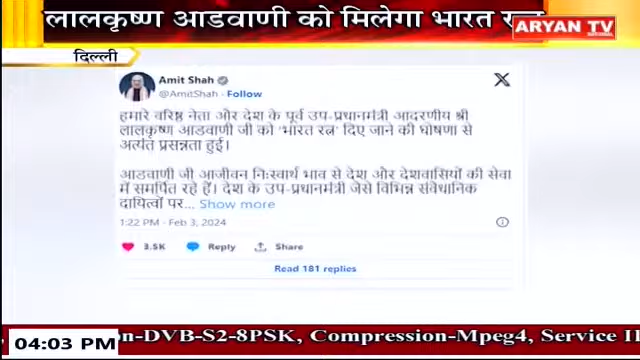 लालकृष्ण आडवाणी को मिलेगा भारत रत्न
ARYAN TV
दिल्ली
Amit Shah
@AmitShah · Follow
हमारे वरिष्ठ नेता और देश के पूर्व उप-प्रधानमंत्री आदरणीय श्री
लालकृष्ण आडवाणी जी को 'भारत रत्न' दिए जाने की घोषणा से
अत्यंत प्रसन्नता हुई।
आडवाणी जी आजीवन निःस्वार्थ भाव से देश और देशवासियों की सेवा
में समर्पित रहे हैं। देश के उप-प्रधानमंत्री जैसे विभिन्न संवैधानिक
दायित्वों पर... Show more
1:22 PM - Feb 3, 2024
3.5K Reply Share
Read 181 replies
04:03 PM on-DVB-S2-8PSK, Compression-Mpeg4, Service I